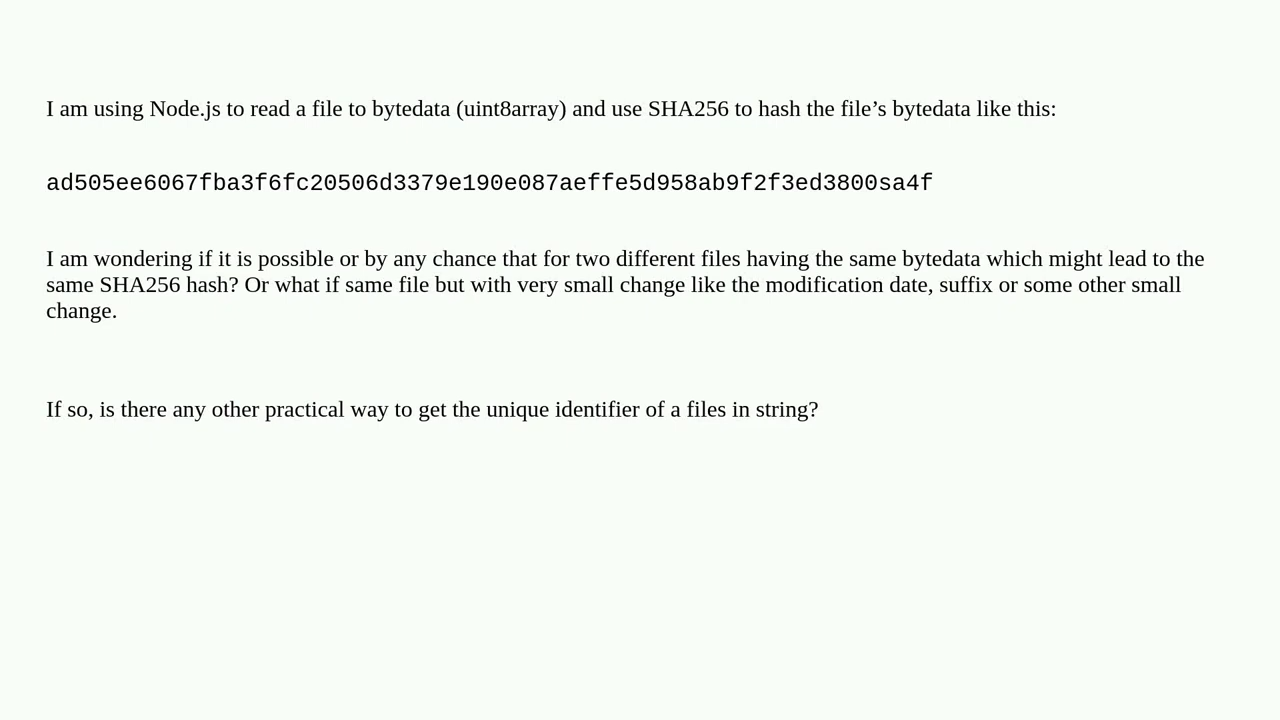 I am using Node.js to read a file to bytedata (uint8array) and use SHA256 to hash the file’s bytedata like this:
ad505ee6067fba3f6fc20506d3379e190e087aeffe5d958ab9f2f3ed3800sa4f
I am wondering if it is possible or by any chance that for two different files having the same bytedata which might lead to the
same SHA256 hash? Or what if same file but with very small change like the modification date, suffix or some other small
change.
If so, is there any other practical way to get the unique identifier of a files in string?